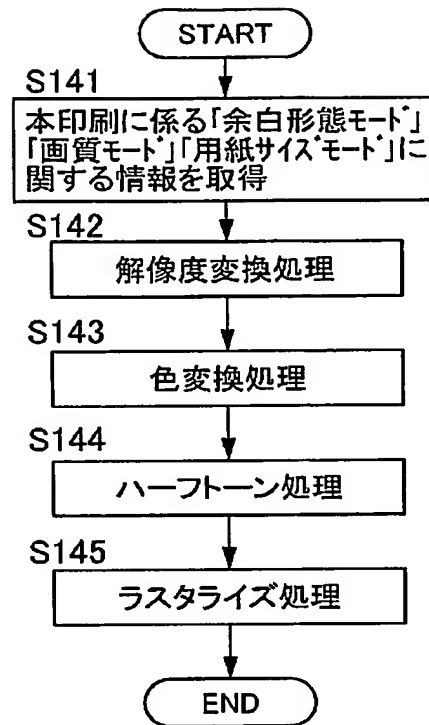 START
S141
本印刷に係る「余白形態モード」
「画質モード」「用紙サイズモード」に
関する情報を取得
S142
解像度変換処理
S143
色変換処理
S144
ハーフトーン処理
S145
ラスタライズ処理
END